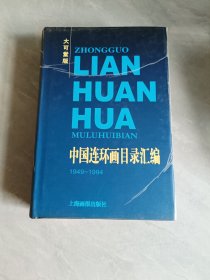 大可堂版
ZHONGGUO
LIAN
HUAN
HUA
MULUHUIBIAN
中国连环画目录汇编
1949-1994
上海画报出版社